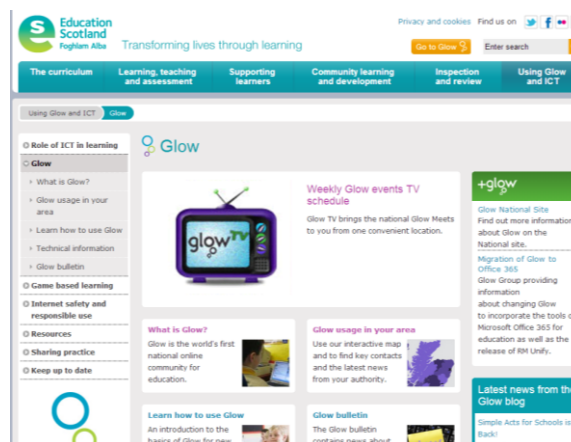 Education
Scotland
Foghlam Alba
Transforming lives through learning
Privacy and cookies Find us on
Go to Glow
Enter search
The curriculum
Learning, teaching
and assessment
Supporting
learners
Community learning
and development
Inspection
and review
Using Glow
and ICT
Using Glow and ICT
Glow
Role of ICT in learning
Glow
What is Glow?
Glow usage in your
area
Learn how to use Glow
Technical information
Glow bulletin
Game based learning
Internet safety and
responsible use
Resources
Sharing practice
Keep up to date
Glow
glow TV
Weekly Glow events TV
schedule
Glow TV brings the national Glow Meets
to you from one convenient location.
What is Glow?
Glow is the world's first
national online
community for
education.
Glow usage in your area
Use our interactive map
and to find key contacts
and the latest news
from your authority.
Learn how to use Glow
An introduction to the
basics of Glow for new
Glow bulletin
The Glow bulletin
contains news about
+glow
Glow National Site
Find out more information
about Glow on the
National site.
Migration of Glow to
Office 365
Glow Group providing
information
about changing Glow
to incorporate the tools o
Microsoft Office 365 for
education as well as the
release of RM Unify.
Latest news from the
Glow blog
Simple Acts for Schools is
Back!